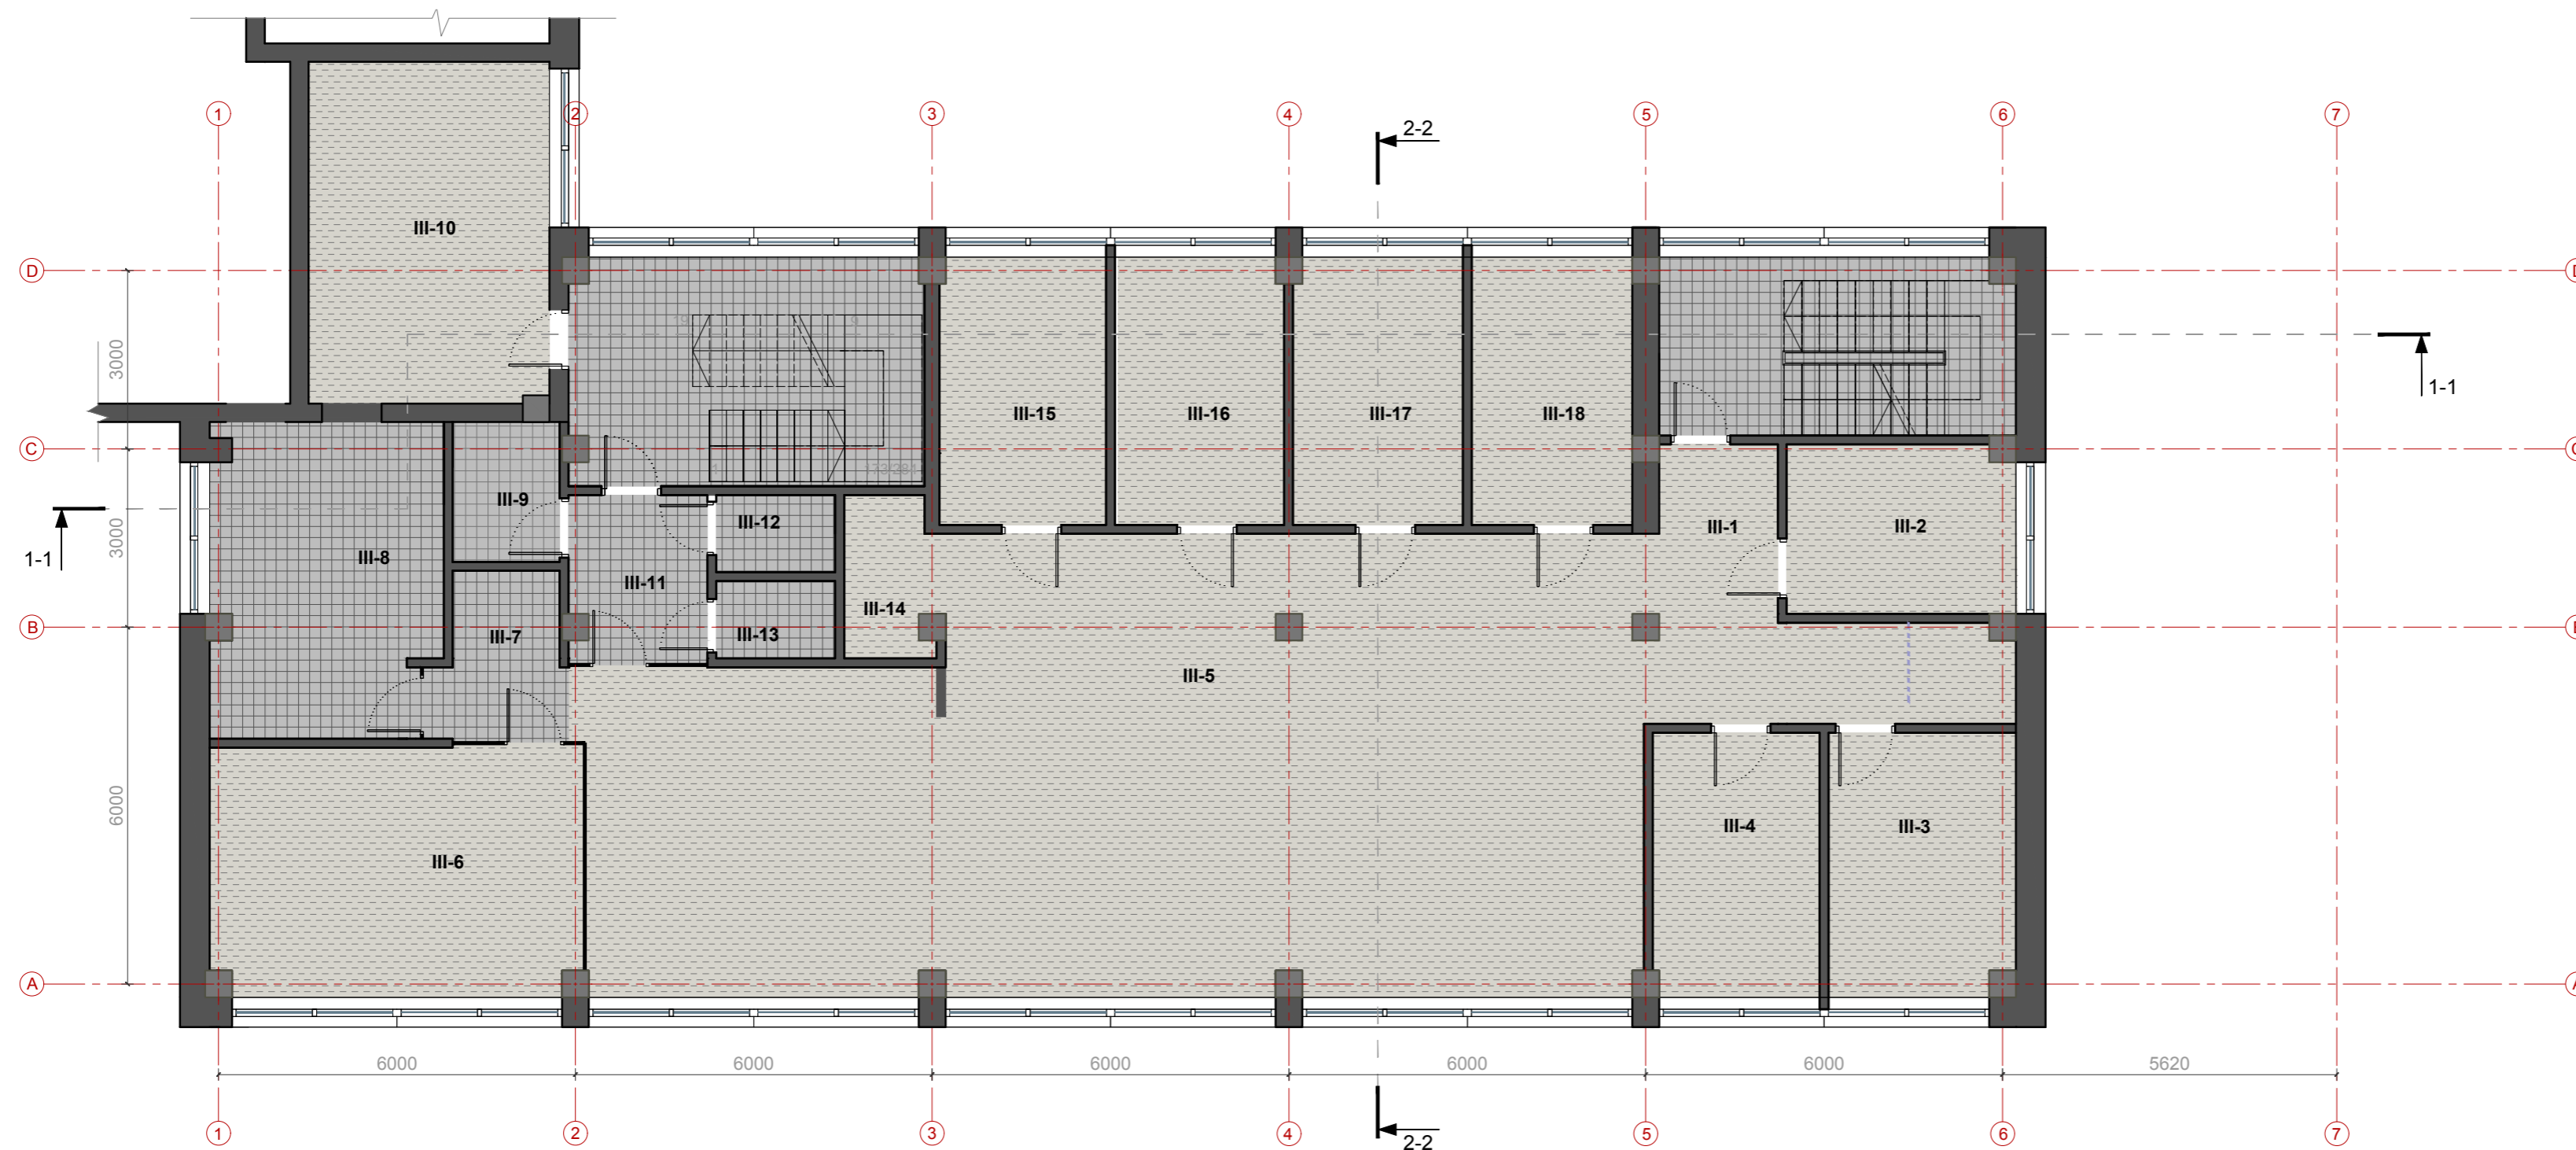 1 2 3 4 5 6 7
2-2
III-10
D
19 9
3000
1-1
III-15 III-16 III-17 III-18
C C
1
III-9 III-12 III-1 III-2
3000
1-1
III-8 III-11
III-14
B
III-7 III-13
III-5
6000
III-4 III-3
III-6
A
6000 6000 6000 6000 6000 5620
1 2 3 4 5 6 7
2-2